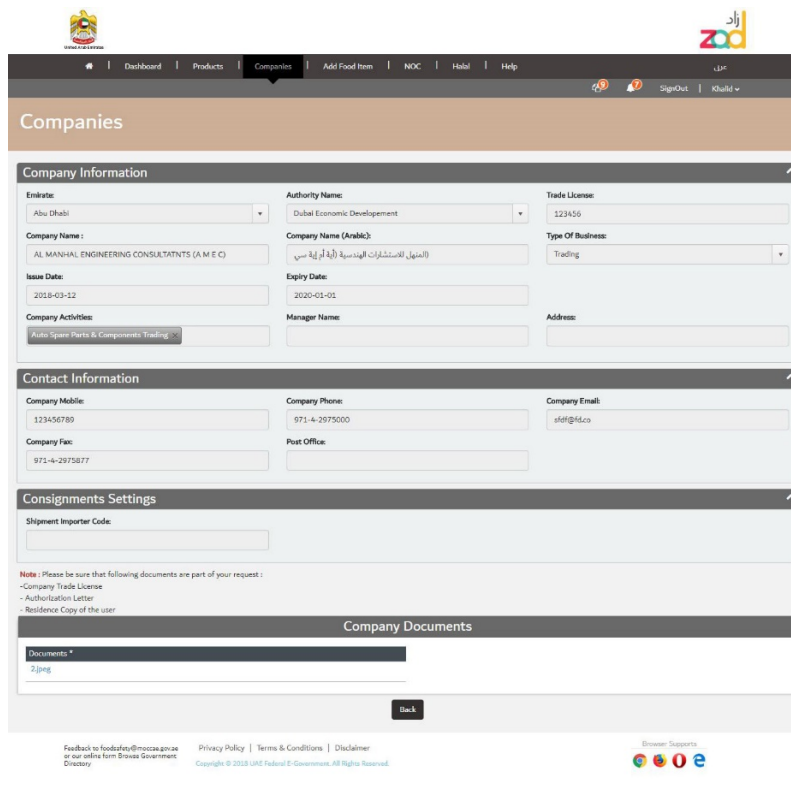 United Arab Emirates
زاد
zad
Dashboard | Products | Companies | Add Food Item | NOC | Halal | Help
عربي
9 7 SignOut | Khalid
Companies
Company Information
Emirate: Authority Name: Trade License:
Abu Dhabi Dubai Economic Developement 123456
Company Name : Company Name (Arabic): Type Of Business:
AL MANHAL ENGINEERING CONSULTATNTS (A M E C) المنهل للاستشارات الهندسية (أية أم إية سي) Trading
Issue Date: Expiry Date:
2018-03-12 2020-01-01
Company Activities: Manager Name: Address:
Auto Spare Parts & Components Trading ×
Contact Information
Company Mobile: Company Phone: Company Email:
123456789 971-4-2975000 sfdf@fd.co
Company Fax: Post Office:
971-4-2975877
Consignments Settings
Shipment Importer Code:
Note : Please be sure that following documents are part of your request :
-Company Trade License
- Authorization Letter
- Residence Copy of the user
Company Documents
Documents *
2.jpeg
Back
Feedback to foodsafety@moccae.gov.ae
or our online form Browse Government
Directory
Privacy Policy | Terms & Conditions | Disclaimer
Copyright © 2018 UAE Federal E-Government. All Rights Reserved.
Browser Supports